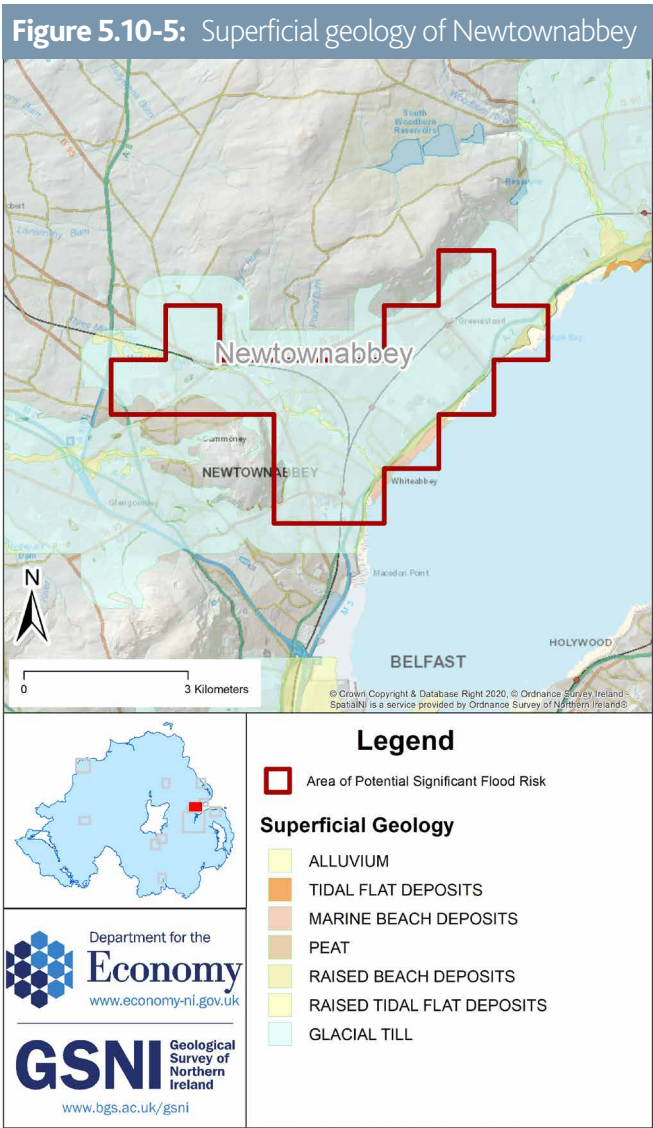 Figure 5.10-5: Superficial geology of Newtownabbey
South
Woodburn
Reservoirs
B 90
A 8
B 95
Greenisland
Newtownabbey
NEWTOWNABBEY
Whiteabbey
Glengormley
Macedon Point
M 5
N
HOLYWOOD
BELFAST
0 3 Kilometers
© Crown Copyright & Database Right 2020, © Ordnance Survey Ireland -
SpatialNI is a service provided by Ordnance Survey of Northern Ireland®
Legend
Area of Potential Significant Flood Risk
Superficial Geology
ALLUVIUM
TIDAL FLAT DEPOSITS
MARINE BEACH DEPOSITS
PEAT
RAISED BEACH DEPOSITS
RAISED TIDAL FLAT DEPOSITS
GLACIAL TILL
Department for the
Economy
www.economy-ni.gov.uk
GSNI
Geological
Survey of
Northern
Ireland
www.bgs.ac.uk/gsni